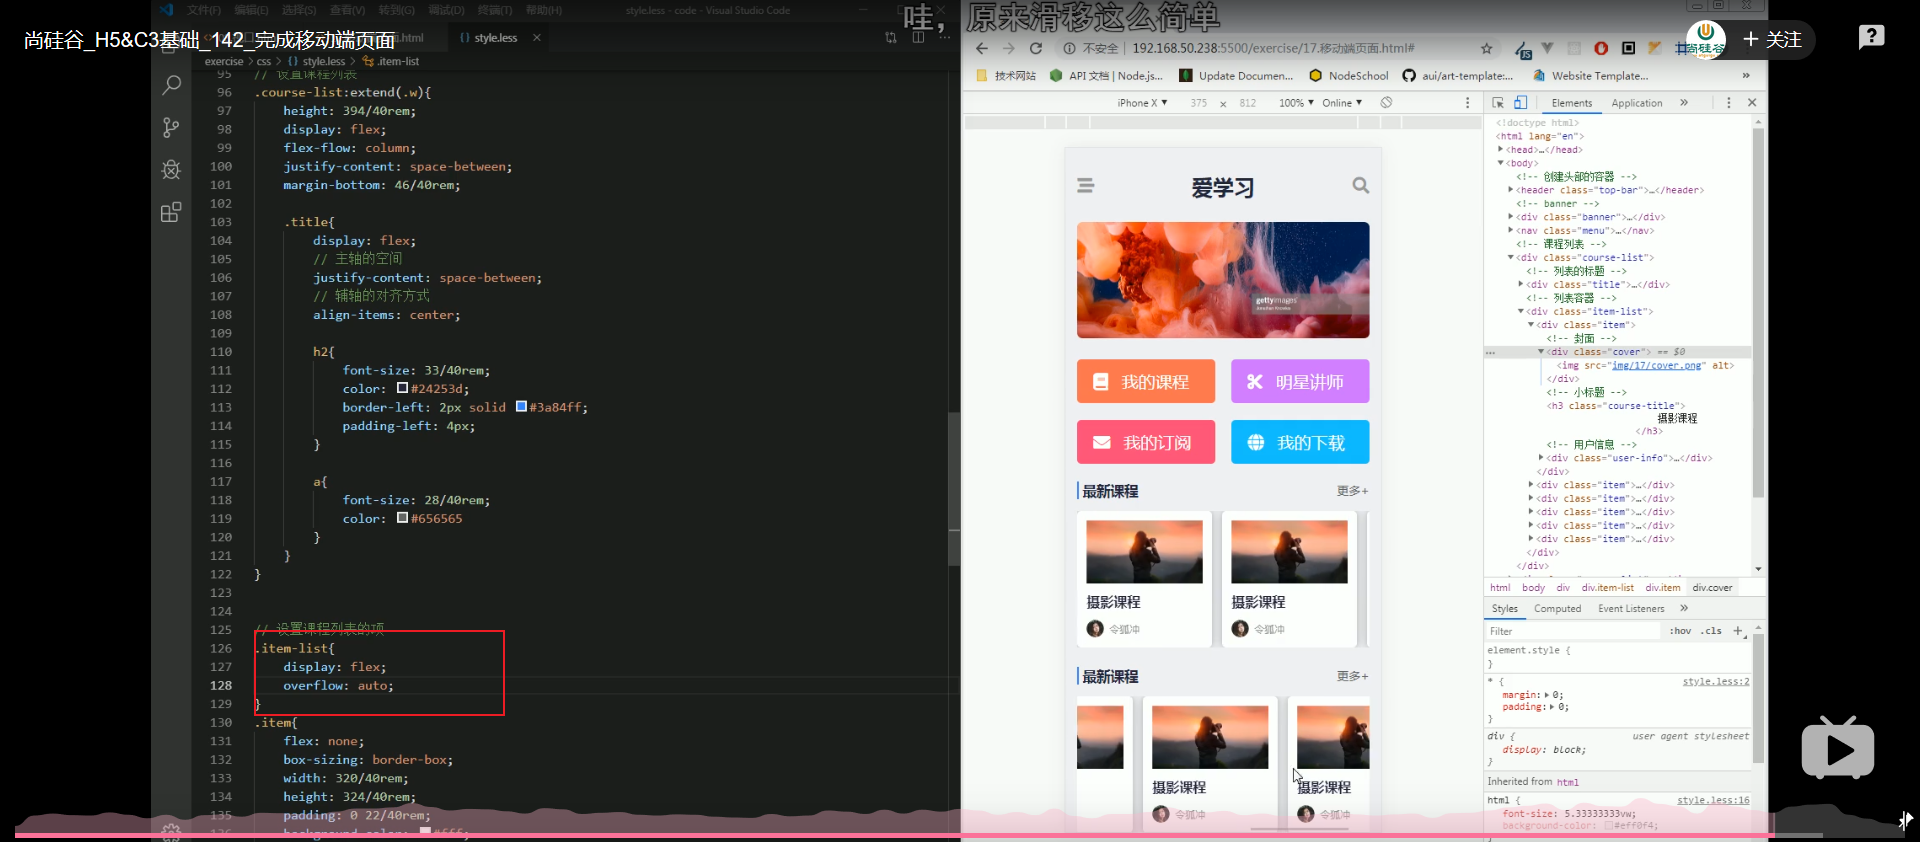 文件(F) 编辑(E) 选择(S) 查看(V) 转到(G) 调试(D) 终端(T) 帮助(H) style.less - code - Visual Studio Code
哇，原来滑移这么简单
尚硅谷_H5&C3基础_142_完成移动端页面
style.less
+ 关注
exercise > css > {} style.less > .item-list
95 // 设置课程列表
96 .course-list:extend(.w){
97 height: 394/40rem;
98 display: flex;
99 flex-flow: column;
100 justify-content: space-between;
101 margin-bottom: 46/40rem;
102
103 .title{
104 display: flex;
105 // 主轴的空间
106 justify-content: space-between;
107 // 辅轴的对齐方式
108 align-items: center;
109
110 h2{
111 font-size: 33/40rem;
112 color: #24253d;
113 border-left: 2px solid #3a84ff;
114 padding-left: 4px;
115 }
116
117 a{
118 font-size: 28/40rem;
119 color: #656565
120 }
121 }
122 }
123
124
125 // 设置课程列表的项
126 .item-list{
127 display: flex;
128 overflow: auto;
129 }
130 .item{
131 flex: none;
132 box-sizing: border-box;
133 width: 320/40rem;
134 height: 324/40rem;
135 padding: 0 22/40rem;
136 background-color: #fff;
不安全 | 192.168.50.238:5500/exercise/17.移动端页面.html#
技术网站 API 文档 | Node.js... Update Documen... NodeSchool aui/art-template:... Website Template... »
iPhone X ▼ 375 x 812 100% ▼ Online ▼
爱学习
gettyimages
我的课程 明星讲师
我的订阅 我的下载
最新课程 更多+
摄影课程 摄影课程
令狐冲 令狐冲
最新课程 更多+
摄影课程 摄影课程
令狐冲 令狐冲
Elements Application »
<!doctype html>
<html lang="en">
<head>…</head>
<body>
<!-- 创建头部的容器 -->
<header class="top-bar">…</header>
<!-- banner -->
<div class="banner">…</div>
<nav class="menu">…</nav>
<!-- 课程列表 -->
<div class="course-list">
<!-- 列表的标题 -->
<div class="title">…</div>
<!-- 列表容器 -->
<div class="item-list">
<div class="item">
<!-- 封面 -->
<div class="cover"> == $0
<img src="img/17/cover.png" alt>
</div>
<!-- 小标题 -->
<h3 class="course-title">
摄影课程
</h3>
<!-- 用户信息 -->
<div class="user-info">…</div>
</div>
<div class="item">…</div>
<div class="item">…</div>
<div class="item">…</div>
<div class="item">…</div>
<div class="item">…</div>
</div>
</div>
html body div div.item-list div.item div.cover
Styles Computed Event Listeners »
Filter :hov .cls +
element.style {
}
* { style.less:2
margin: 0;
padding: 0;
}
div { user agent stylesheet
display: block;
}
Inherited from html
html { style.less:16
font-size: 5.33333333vw;
background-color: #eff0f4;